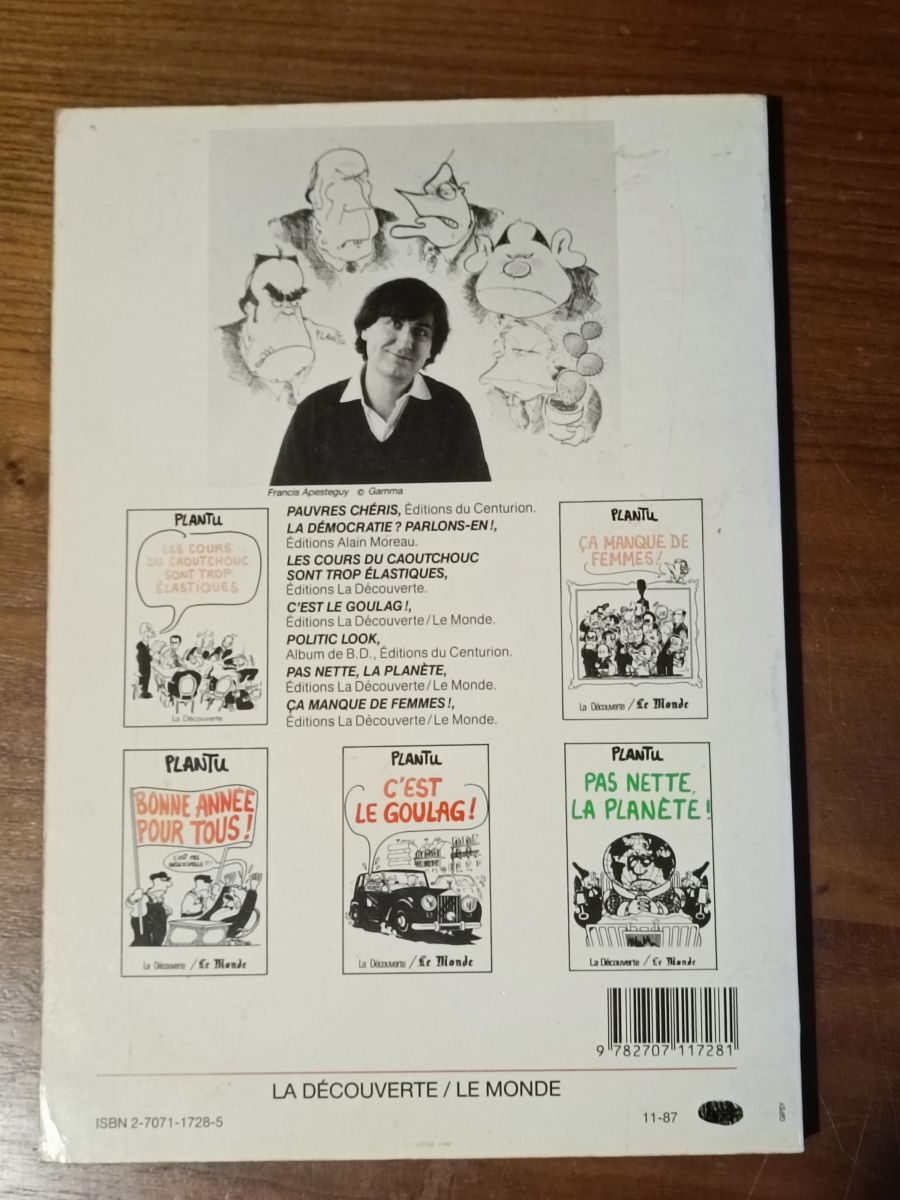 PLANTU
Francis Apesteguy © Gamma
PAUVRES CHÉRIS, Éditions du Centurion.
LA DÉMOCRATIE ? PARLONS-EN !,
Éditions Alain Moreau.
LES COURS DU CAOUTCHOUC
SONT TROP ÉLASTIQUES,
Éditions La Découverte.
C'EST LE GOULAG !,
Éditions La Découverte / Le Monde.
POLITIC LOOK,
Album de B.D., Éditions du Centurion.
PAS NETTE, LA PLANÈTE,
Éditions La Découverte / Le Monde.
ÇA MANQUE DE FEMMES !,
Éditions La Découverte / Le Monde.
PLANTU
LES COURS
DU CAOUTCHOUC
SONT TROP
ÉLASTIQUES
La Découverte
PLANTU
ÇA MANQUE DE
FEMMES !
La Découverte / Le Monde
PLANTU
BONNE ANNÉE
POUR TOUS !
C'EST PAS
La Découverte / Le Monde
PLANTU
C'EST
LE GOULAG !
La Découverte / Le Monde
PLANTU
PAS NETTE,
LA PLANÈTE !
La Découverte / Le Monde
9 782707 117281
LA DÉCOUVERTE / LE MONDE
ISBN 2-7071-1728-5
11-87
GIPSY